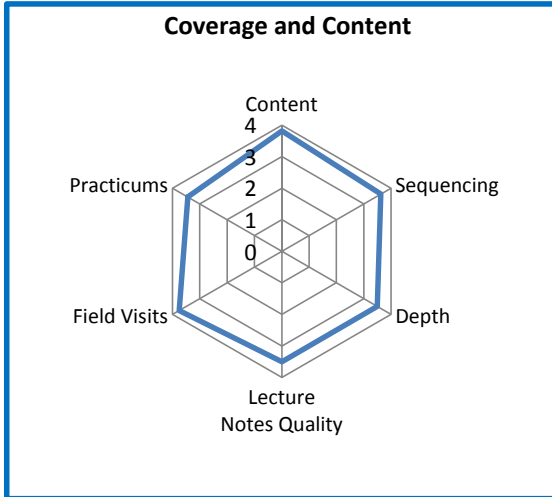 Coverage and Content
Content
4
3
2
1
0
Practicums
Sequencing
Field Visits
Depth
Lecture
Notes Quality